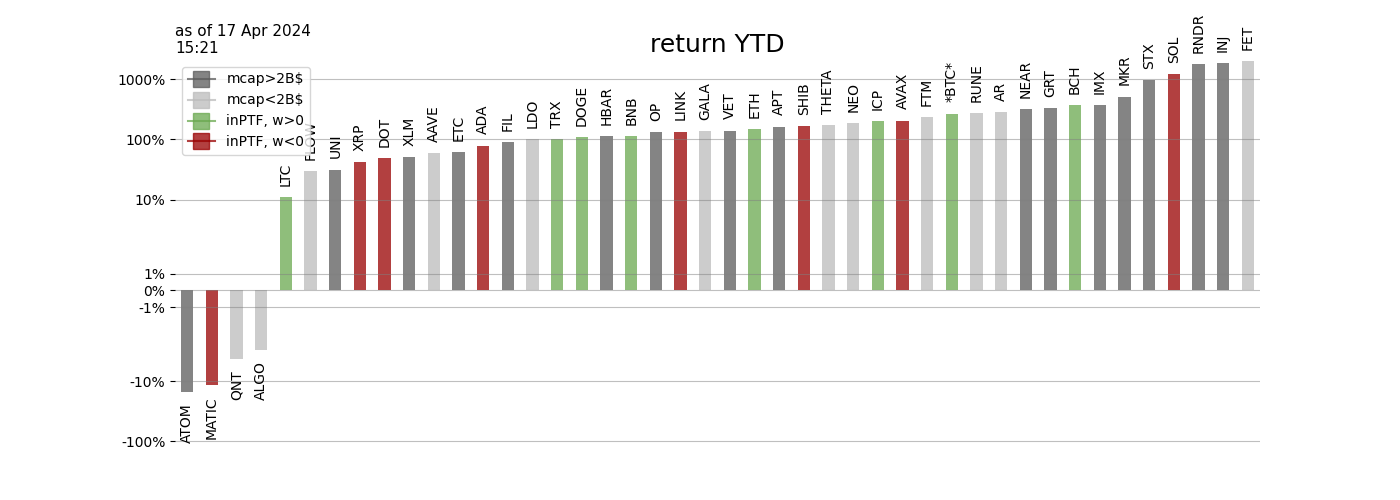 as of 17 Apr 2024
15:21
return YTD
mcap>2B$
mcap<2B$
inPTF, w>0
inPTF, w<0
1000%
100%
10%
1%
0%
-1%
-10%
-100%
ATOM
MATIC
QNT
ALGO
LTC
FLOW
UNI
XRP
DOT
XLM
AAVE
ETC
ADA
FIL
LDO
TRX
DOGE
HBAR
BNB
OP
LINK
GALA
VET
ETH
APT
SHIB
THETA
NEO
ICP
AVAX
FTM
*BTC*
RUNE
AR
NEAR
GRT
BCH
IMX
MKR
STX
SOL
RNDR
INJ
FET